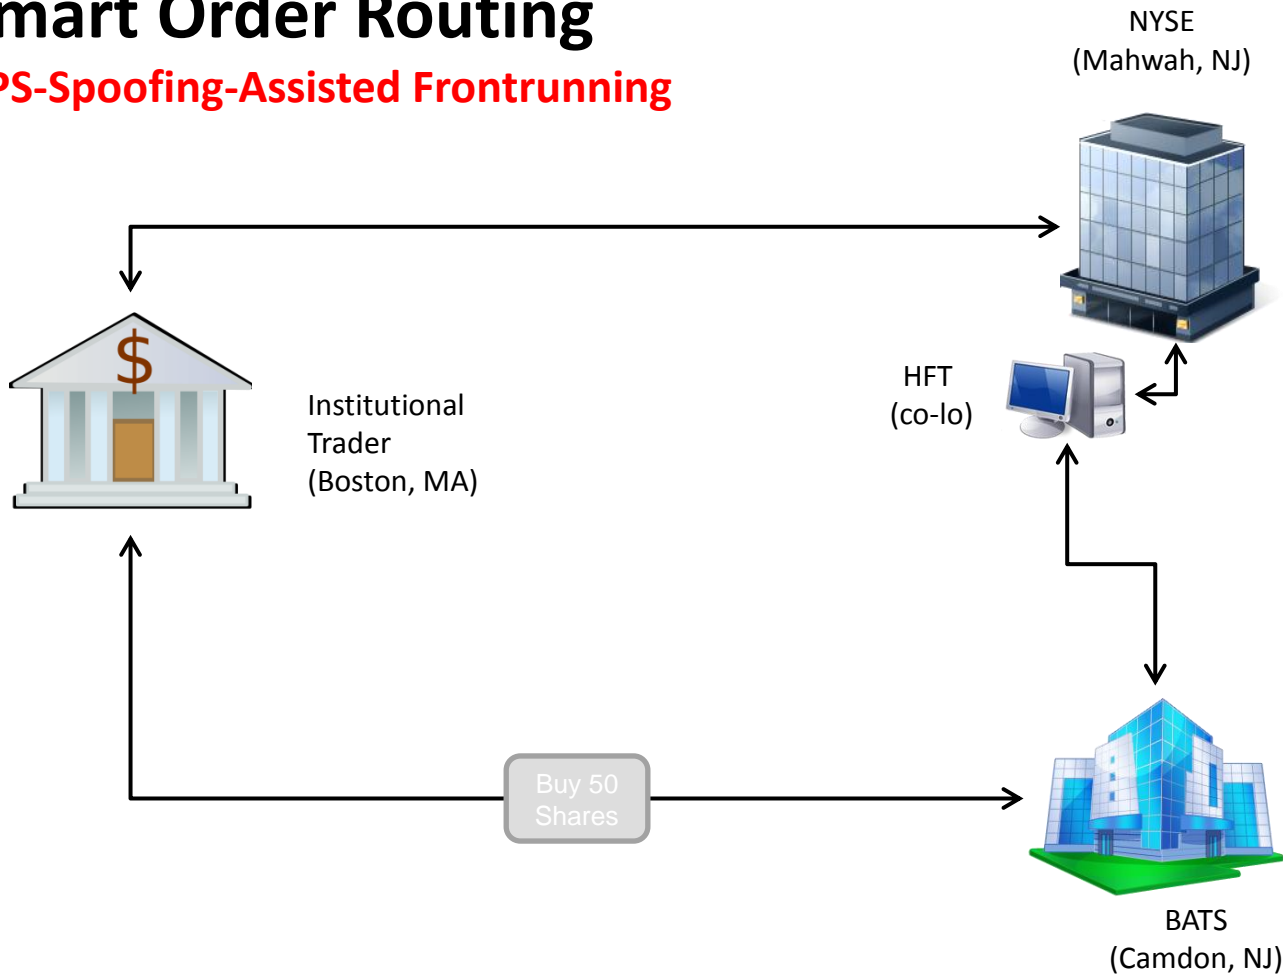 mart Order Routing
PS-Spoofing-Assisted Frontrunning
NYSE
(Mahwah, NJ)
$
HFT
(co-lo)
Institutional
Trader
(Boston, MA)
Buy 50
Shares
BATS
(Camdon, NJ)